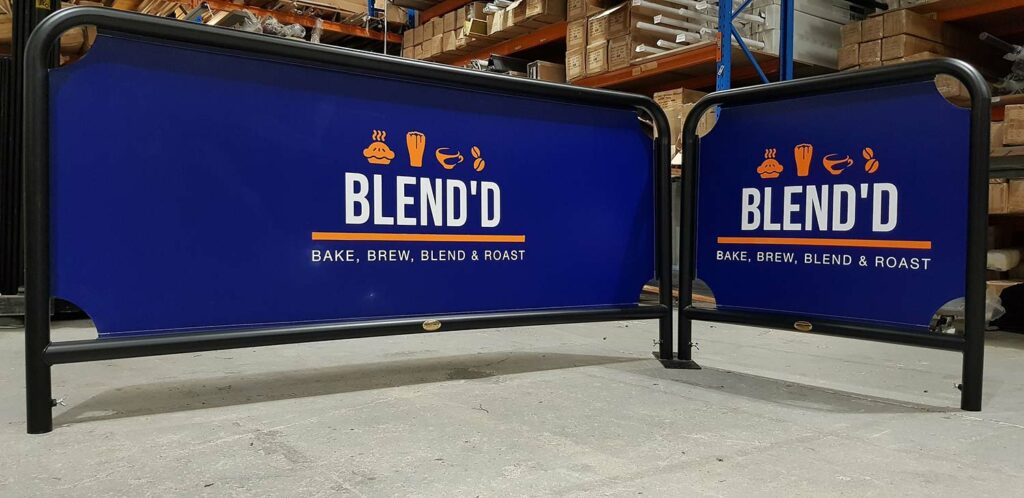 BLEND'D
BAKE, BREW, BLEND & ROAST
BLEND'D
BAKE, BREW, BLEND & ROAST